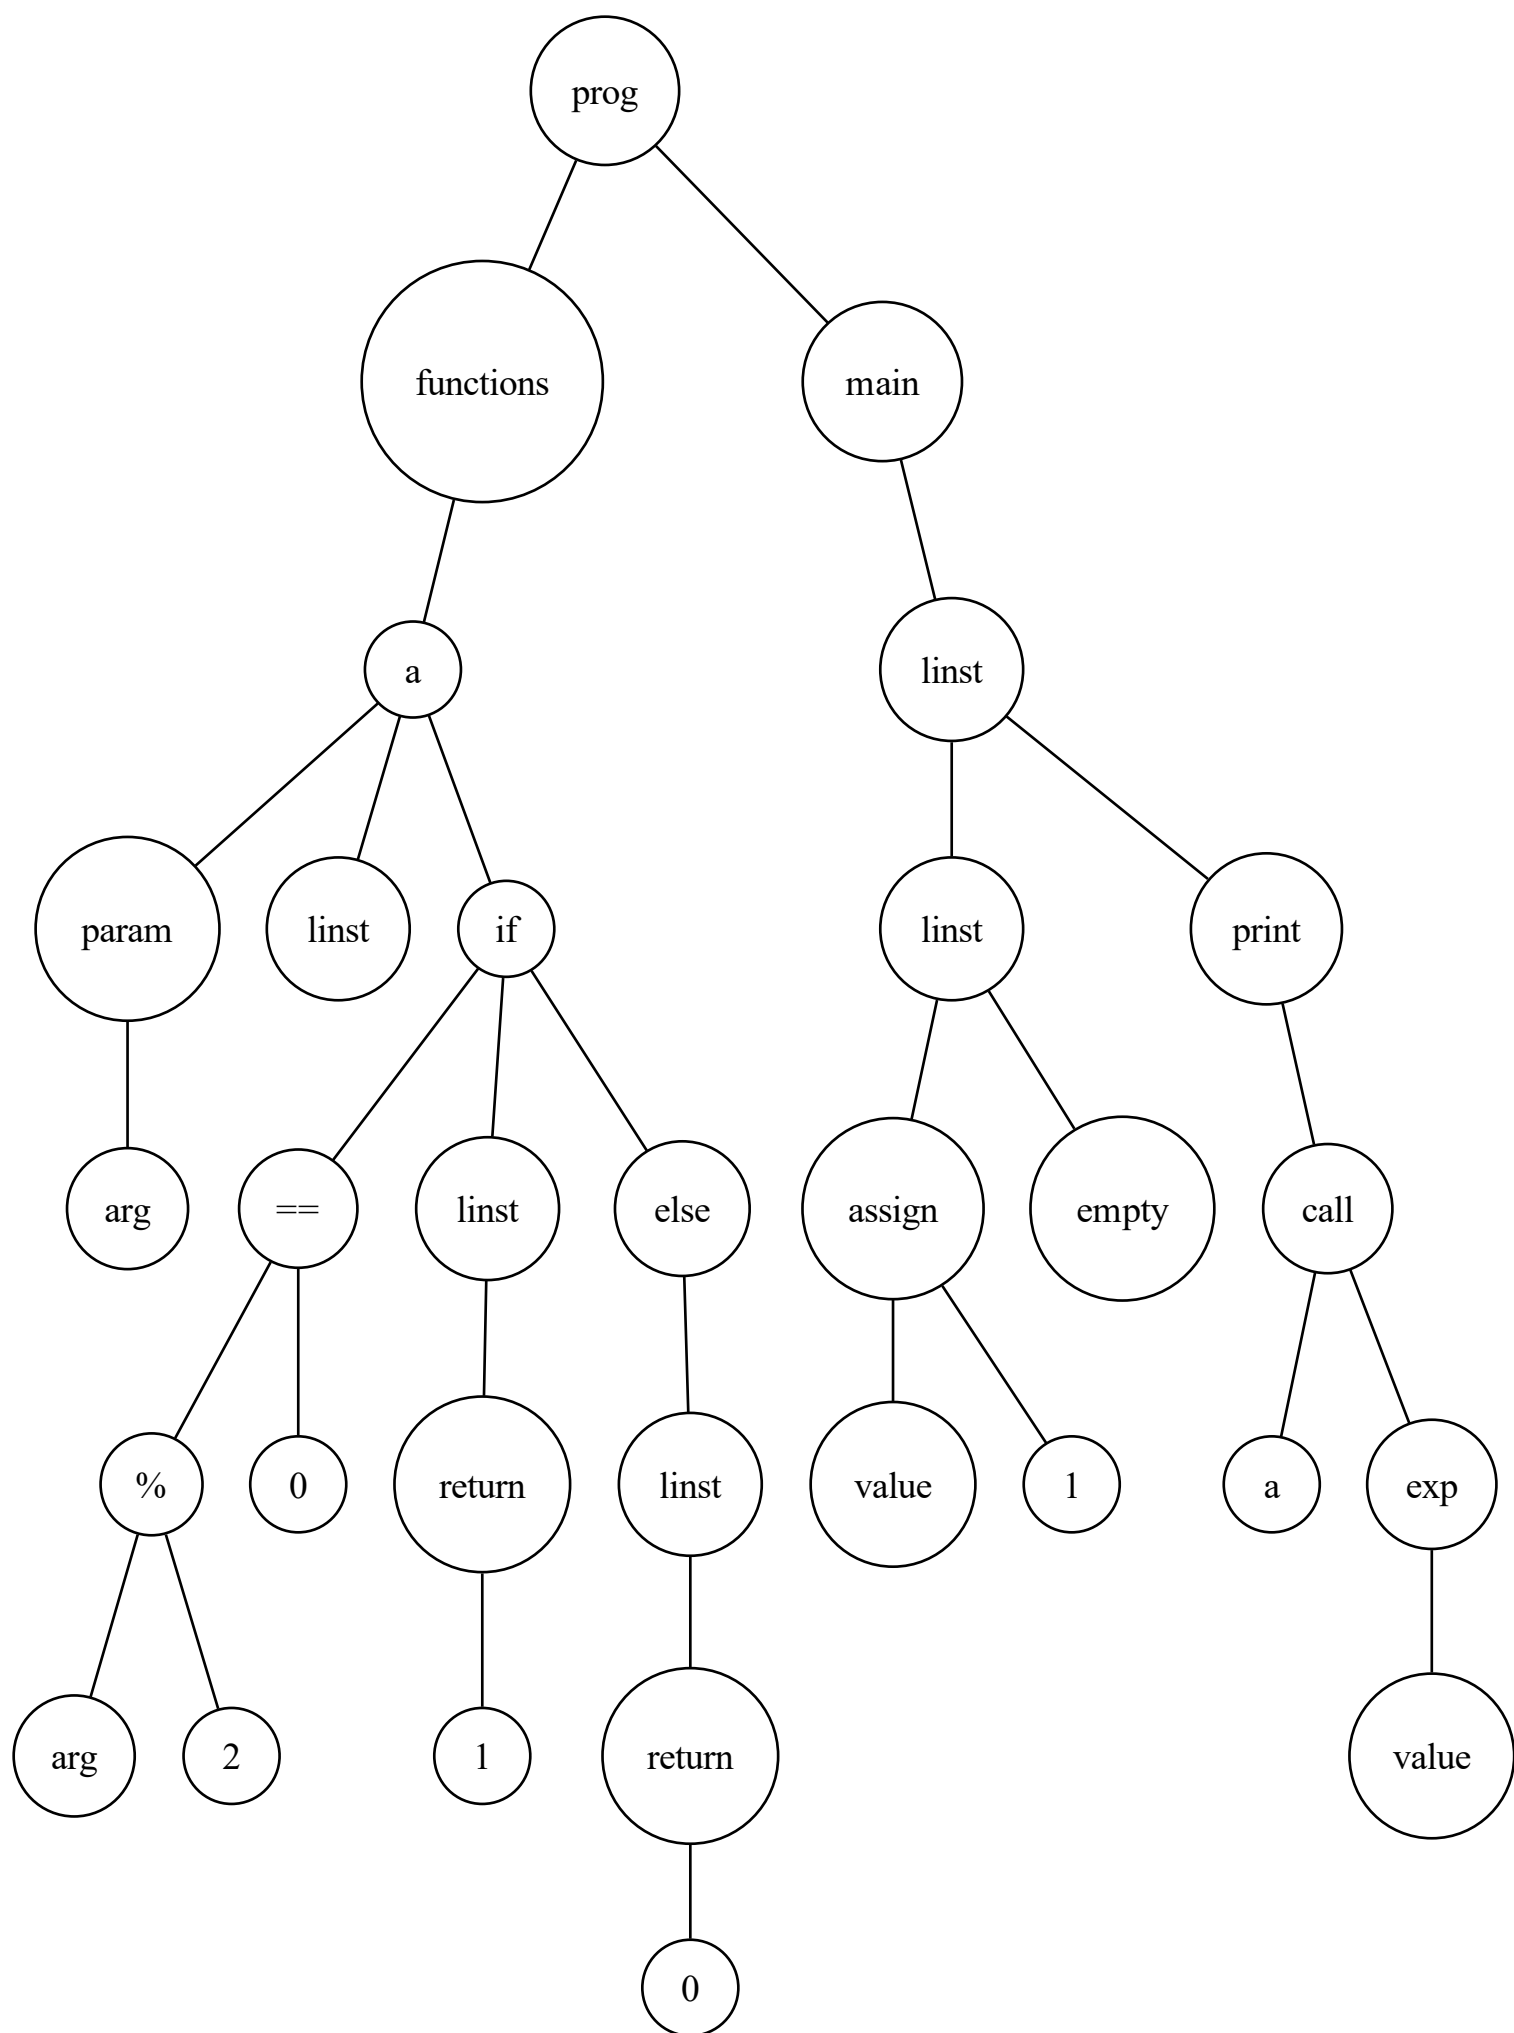 prog
functions
main
a
linst
param
linst
if
linst
print
arg
==
linst
else
assign
empty
call
%
0
return
linst
value
1
a
exp
arg
2
1
return
value
0